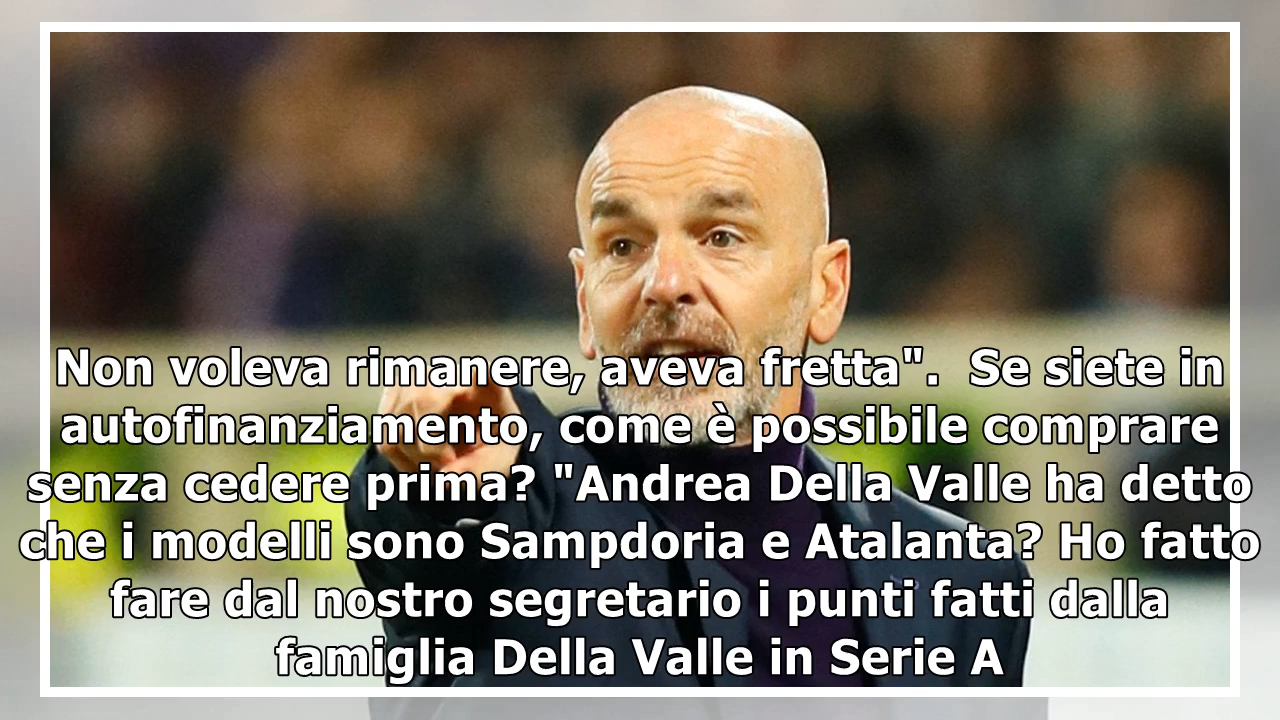 Non voleva rimanere, aveva fretta".  Se siete in
autofinanziamento, come è possibile comprare
senza cedere prima? "Andrea Della Valle ha detto
che i modelli sono Sampdoria e Atalanta? Ho fatto
fare dal nostro segretario i punti fatti dalla
famiglia Della Valle in Serie A